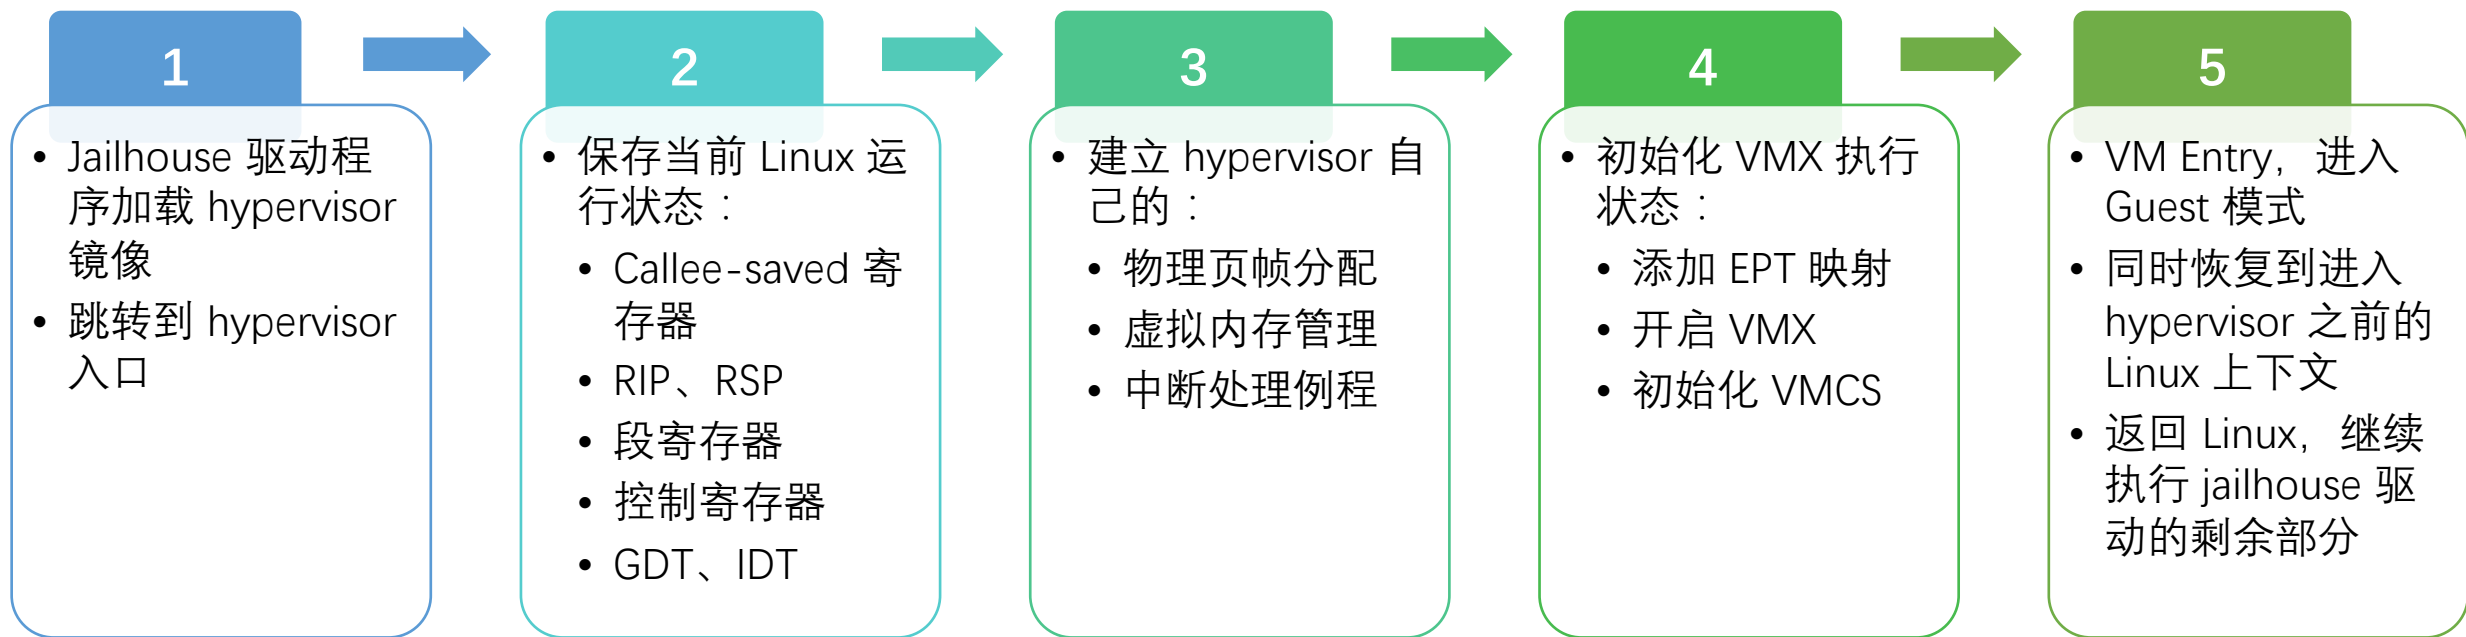 1
• Jailhouse 驱动程
序加载 hypervisor
镜像
• 跳转到 hypervisor
入口
2
• 保存当前 Linux 运
行状态：
• Callee-saved 寄
存器
• RIP、RSP
• 段寄存器
• 控制寄存器
• GDT、IDT
3
• 建立 hypervisor 自
己的：
• 物理页帧分配
• 虚拟内存管理
• 中断处理例程
4
• 初始化 VMX 执行
状态：
• 添加 EPT 映射
• 开启 VMX
• 初始化 VMCS
5
• VM Entry，进入
Guest 模式
• 同时恢复到进入
hypervisor 之前的
Linux 上下文
• 返回 Linux，继续
执行 jailhouse 驱
动的剩余部分